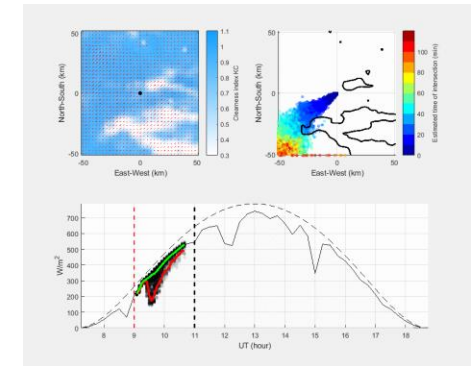 50
0
-50
North-South (km)
-50 0 50
East-West (km)
1.1
1
0.9
0.8
0.7
0.6
0.5
0.4
0.3
Clearness Index KC
50
0
-50
North-South (km)
-50 0 50
East-West (km)
100
80
60
40
20
0
Estimated time of intersection (min)
700
600
500
400
300
200
100
0
W/m²
8 9 10 11 12 13 14 15 16 17 18
UT (hour)